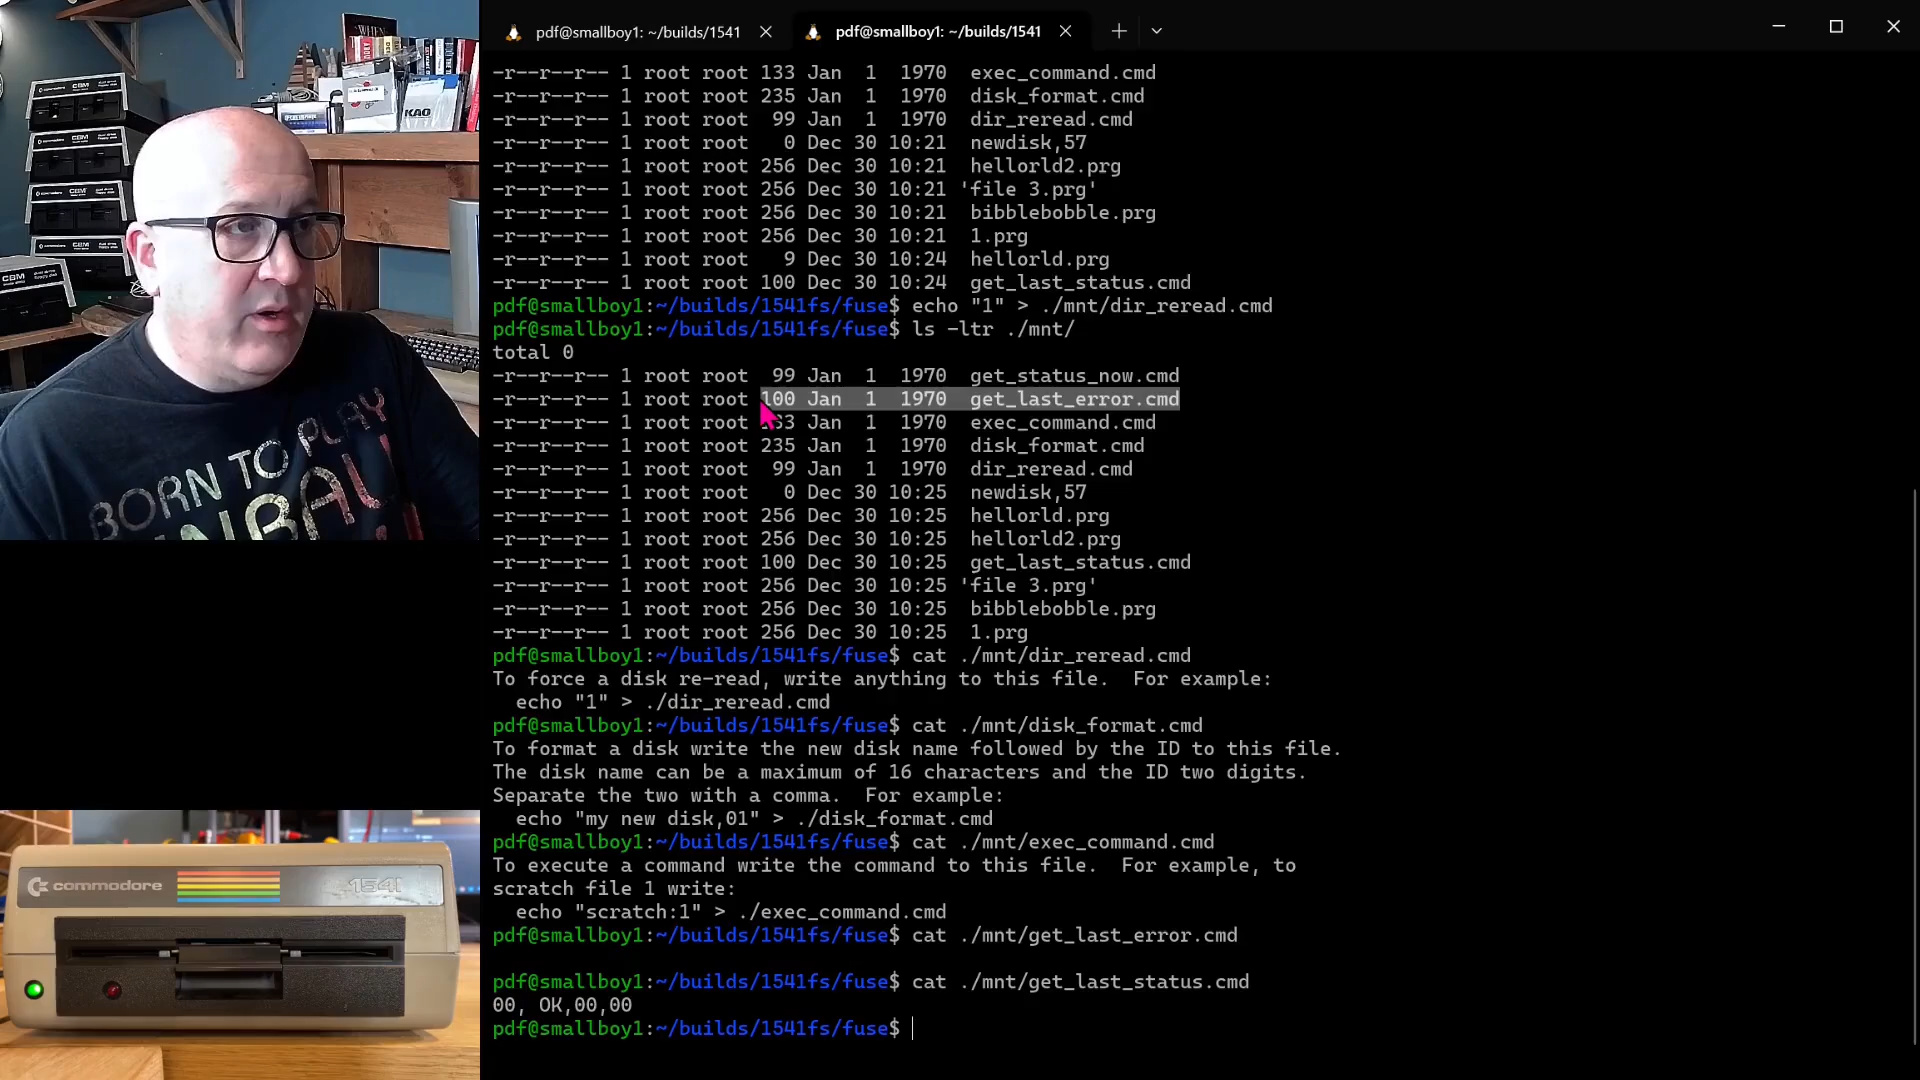 pdf@smallboy1: ~/builds/1541
pdf@smallboy1: ~/builds/1541
-r--r--r-- 1 root root 133 Jan  1  1970  exec_command.cmd
-r--r--r-- 1 root root 235 Jan  1  1970  disk_format.cmd
-r--r--r-- 1 root root  99 Jan  1  1970  dir_reread.cmd
-r--r--r-- 1 root root   0 Dec 30 10:21  newdisk,57
-r--r--r-- 1 root root 256 Dec 30 10:21  hellorld2.prg
-r--r--r-- 1 root root 256 Dec 30 10:21 'file 3.prg'
-r--r--r-- 1 root root 256 Dec 30 10:21  bibblebobble.prg
-r--r--r-- 1 root root 256 Dec 30 10:21  1.prg
-r--r--r-- 1 root root   9 Dec 30 10:24  hellorld.prg
-r--r--r-- 1 root root 100 Dec 30 10:24  get_last_status.cmd
pdf@smallboy1:~/builds/1541fs/fuse$ echo "1" > ./mnt/dir_reread.cmd
pdf@smallboy1:~/builds/1541fs/fuse$ ls -ltr ./mnt/
total 0
-r--r--r-- 1 root root  99 Jan  1  1970  get_status_now.cmd
-r--r--r-- 1 root root 100 Jan  1  1970  get_last_error.cmd
-r--r--r-- 1 root root 133 Jan  1  1970  exec_command.cmd
-r--r--r-- 1 root root 235 Jan  1  1970  disk_format.cmd
-r--r--r-- 1 root root  99 Jan  1  1970  dir_reread.cmd
-r--r--r-- 1 root root   0 Dec 30 10:25  newdisk,57
-r--r--r-- 1 root root 256 Dec 30 10:25  hellorld.prg
-r--r--r-- 1 root root 256 Dec 30 10:25  hellorld2.prg
-r--r--r-- 1 root root 100 Dec 30 10:25  get_last_status.cmd
-r--r--r-- 1 root root 256 Dec 30 10:25 'file 3.prg'
-r--r--r-- 1 root root 256 Dec 30 10:25  bibblebobble.prg
-r--r--r-- 1 root root 256 Dec 30 10:25  1.prg
pdf@smallboy1:~/builds/1541fs/fuse$ cat ./mnt/dir_reread.cmd
To force a disk re-read, write anything to this file.  For example:
  echo "1" > ./dir_reread.cmd
pdf@smallboy1:~/builds/1541fs/fuse$ cat ./mnt/disk_format.cmd
To format a disk write the new disk name followed by the ID to this file.
The disk name can be a maximum of 16 characters and the ID two digits.
Separate the two with a comma.  For example:
  echo "my new disk,01" > ./disk_format.cmd
pdf@smallboy1:~/builds/1541fs/fuse$ cat ./mnt/exec_command.cmd
To execute a command write the command to this file.  For example, to
scratch file 1 write:
  echo "scratch:1" > ./exec_command.cmd
pdf@smallboy1:~/builds/1541fs/fuse$ cat ./mnt/get_last_error.cmd
pdf@smallboy1:~/builds/1541fs/fuse$ cat ./mnt/get_last_status.cmd
00, OK,00,00
pdf@smallboy1:~/builds/1541fs/fuse$
WHEN
KAO
CBM
CBM
CBM
CBM
CBM
BORN TO PLAY
commodore
1541